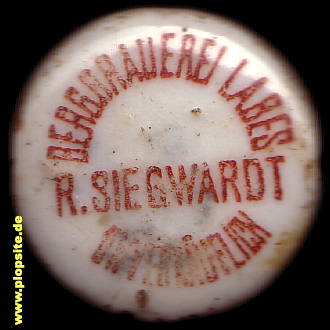 BERGBRAUEREI LABES
R. SIEGWARDT
www.plopsite.de